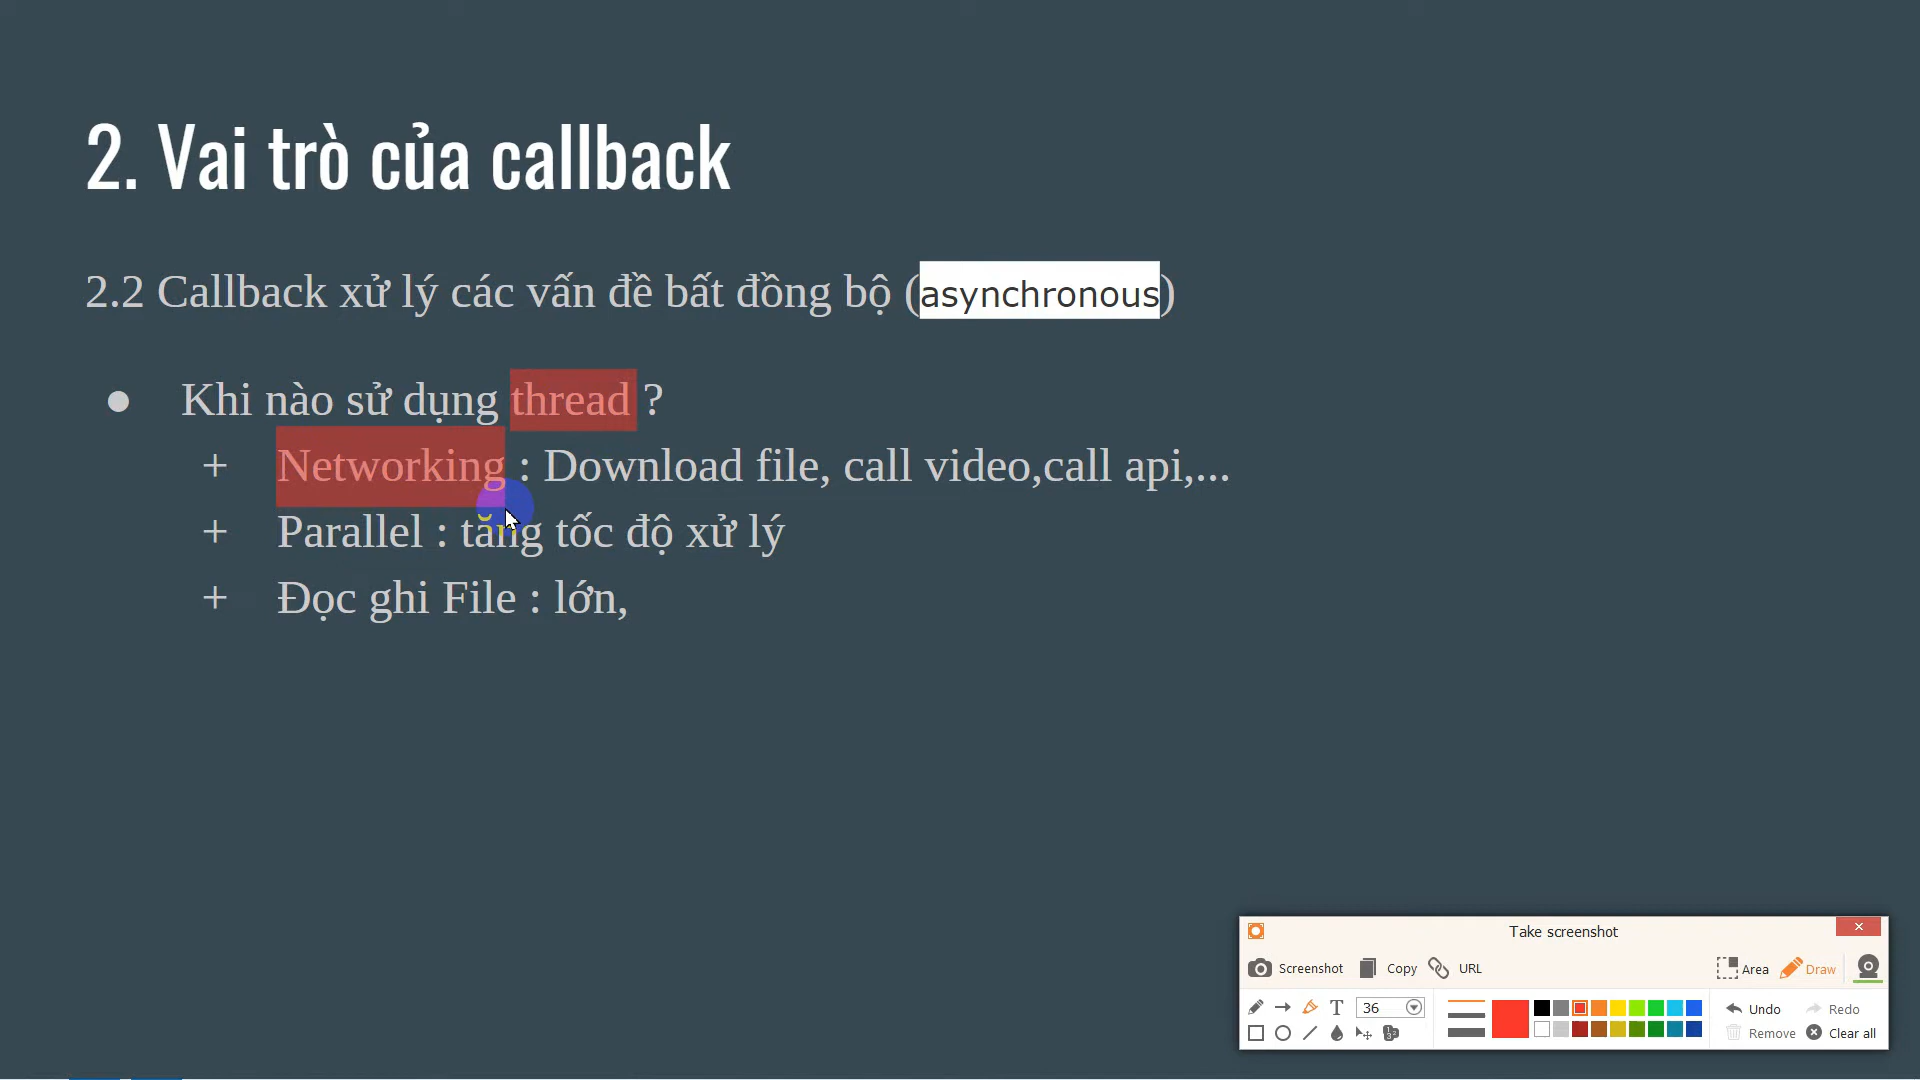 2. Vai trò của callback
2.2 Callback xử lý các vấn đề bất đồng bộ (asynchronous)
● Khi nào sử dụng thread ?
+ Networking : Download file, call video,call api,...
+ Parallel : tăng tốc độ xử lý
+ Đọc ghi File : lớn,
Take screenshot
Screenshot Copy URL Area Draw
T 36 Undo Redo
Remove Clear all